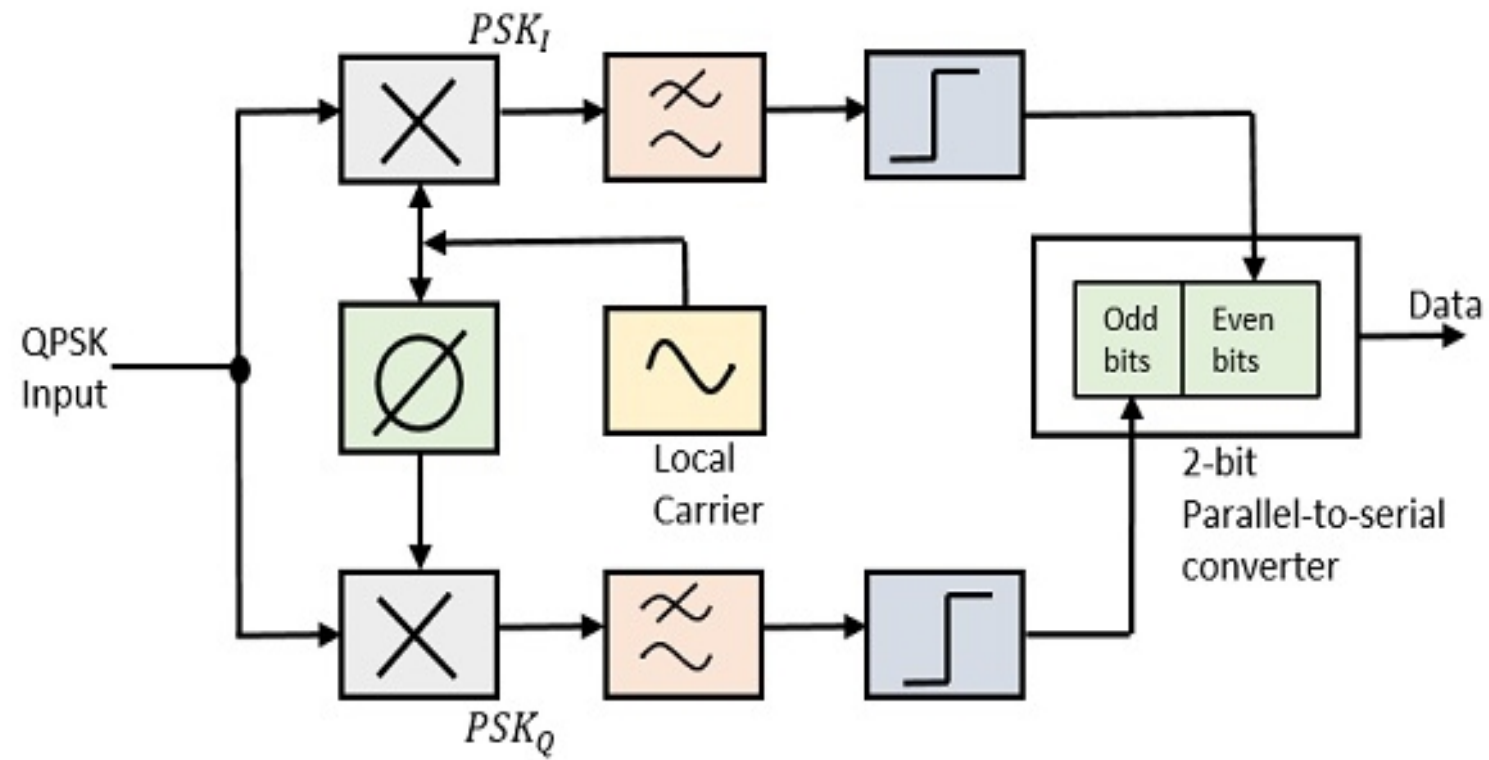 PSK_I
QPSK
Input
Local
Carrier
Odd
bits
Even
bits
Data
2-bit
Parallel-to-serial
converter
PSK_Q